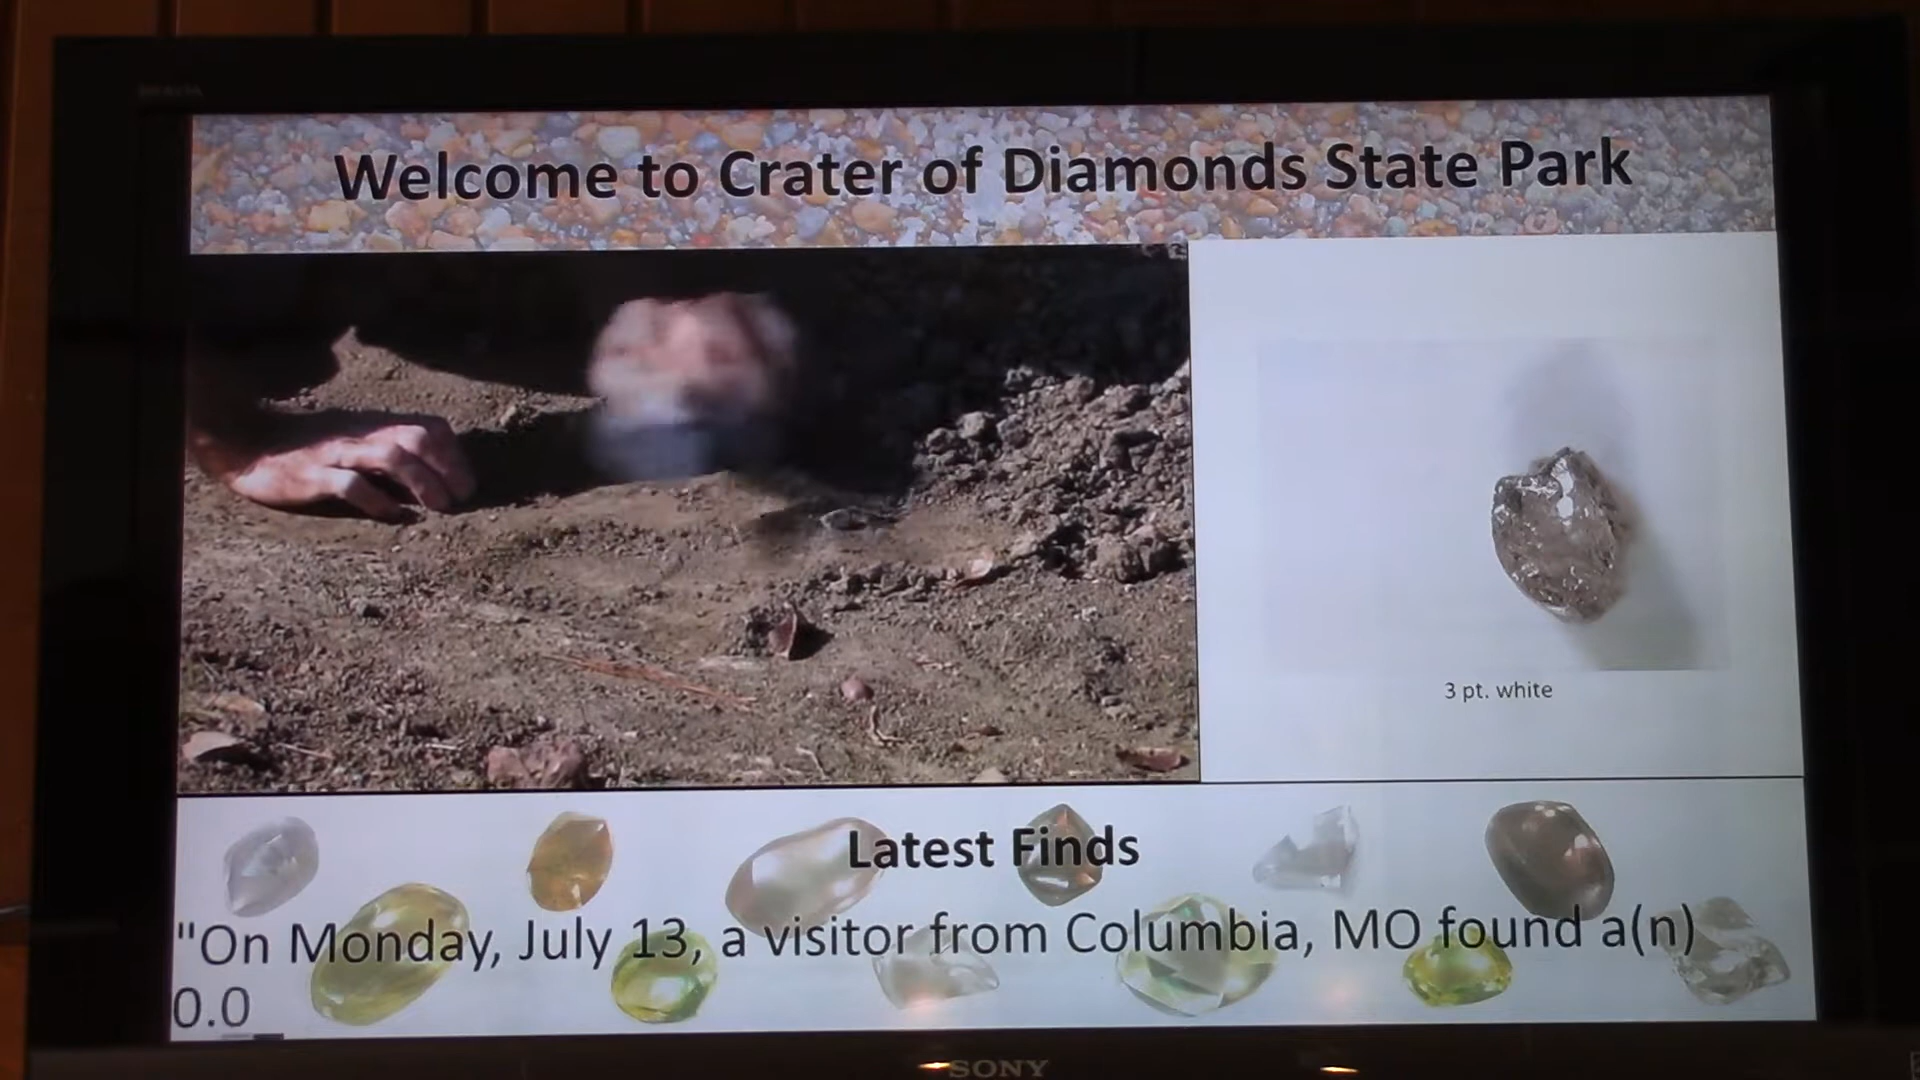 BRAVIA
Welcome to Crater of Diamonds State Park
3 pt. white
Latest Finds
"On Monday, July 13, a visitor from Columbia, MO found a(n)
0.0
SONY